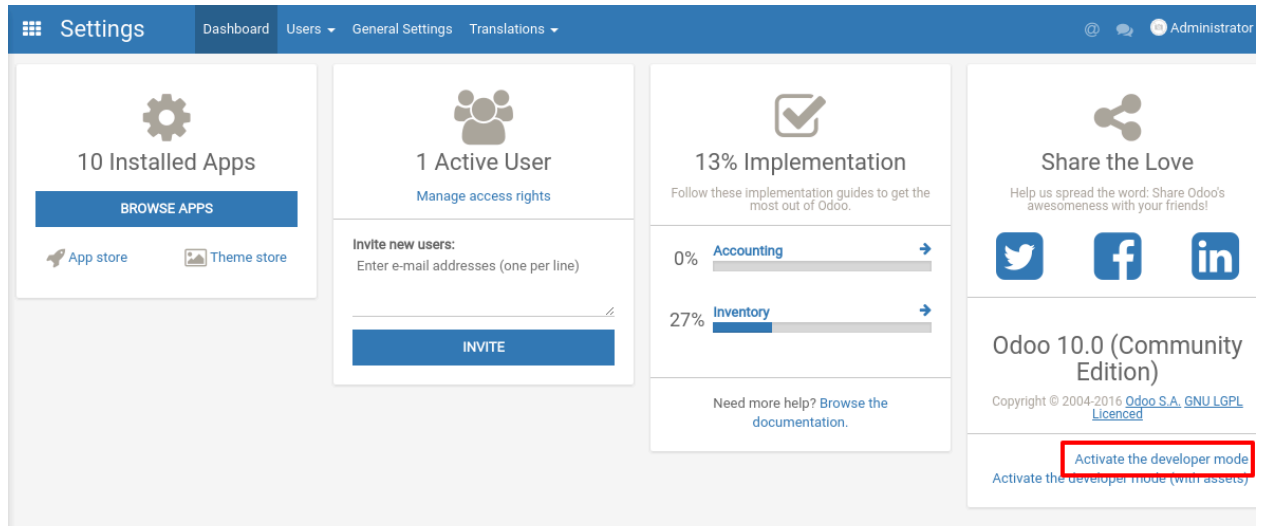 Settings
Dashboard Users General Settings Translations
@ Administrator
10 Installed Apps
BROWSE APPS
App store Theme store
1 Active User
Manage access rights
Invite new users:
Enter e-mail addresses (one per line)
INVITE
13% Implementation
Follow these implementation guides to get the
most out of Odoo.
0% Accounting
27% Inventory
Need more help? Browse the
documentation.
Share the Love
Help us spread the word: Share Odoo's
awesomeness with your friends!
Odoo 10.0 (Community
Edition)
Copyright © 2004-2016 Odoo S.A. GNU LGPL
Licenced
Activate the developer mode
Activate the developer mode (with assets)